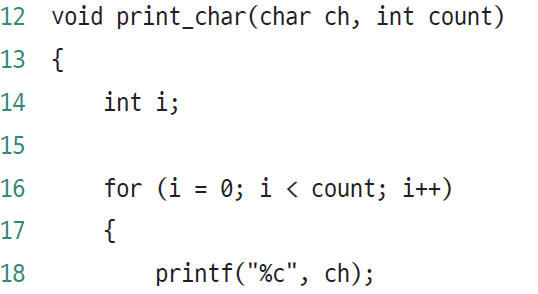 12 void print_char(char ch, int count)
13 {
14     int i;
15
16     for (i = 0; i < count; i++)
17     {
18         printf("%c", ch);